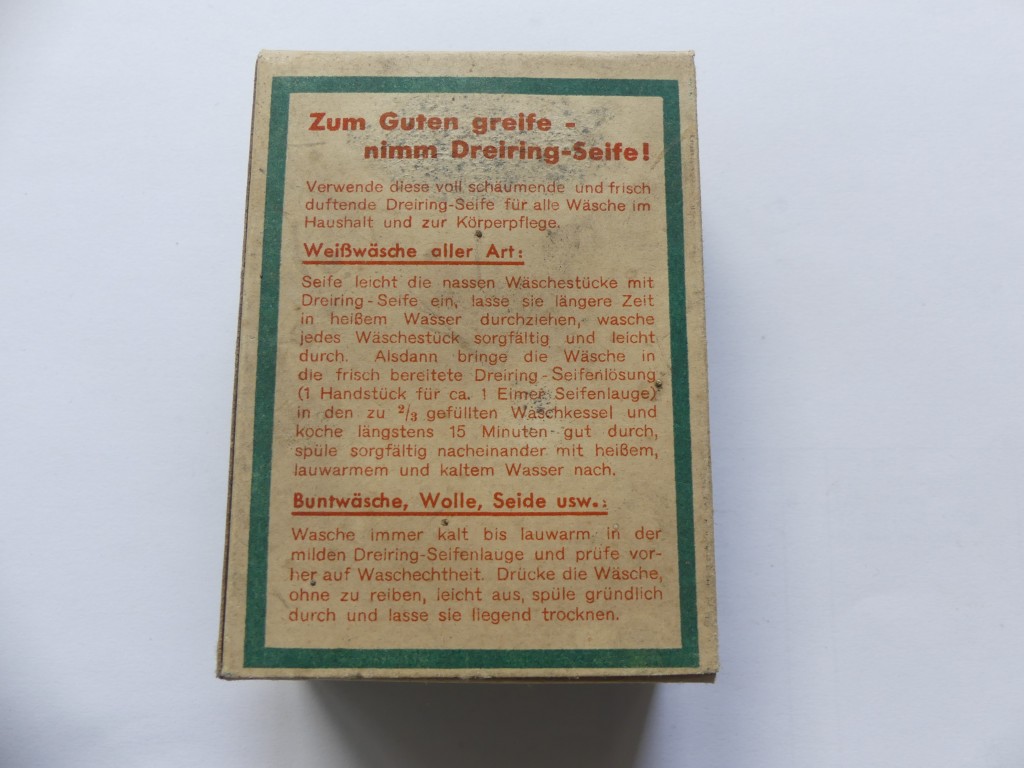 Zum Guten greife -
nimm Dreiring-Seife!
Verwende diese voll schäumende und frisch
duftende Dreiring-Seife für alle Wäsche im
Haushalt und zur Körperpflege.
Weißwäsche aller Art:
Seife leicht die nassen Wäschestücke mit
Dreiring-Seife ein, lasse sie längere Zeit
in heißem Wasser durchziehen, wasche
jedes Wäschestück sorgfältig und leicht
durch. Alsdann bringe die Wäsche in
die frisch bereitete Dreiring-Seifenlösung
(1 Handstück für ca. 1 Eimer Seifenlauge)
in den zu 2/3 gefüllten Waschkessel und
koche längstens 15 Minuten gut durch,
spüle sorgfältig nacheinander mit heißem,
lauwarmem und kaltem Wasser nach.
Buntwäsche, Wolle, Seide usw.:
Wasche immer kalt bis lauwarm in der
milden Dreiring-Seifenlauge und prüfe vor-
her auf Waschechtheit. Drücke die Wäsche,
ohne zu reiben, leicht aus, spüle gründlich
durch und lasse sie liegend trocknen.